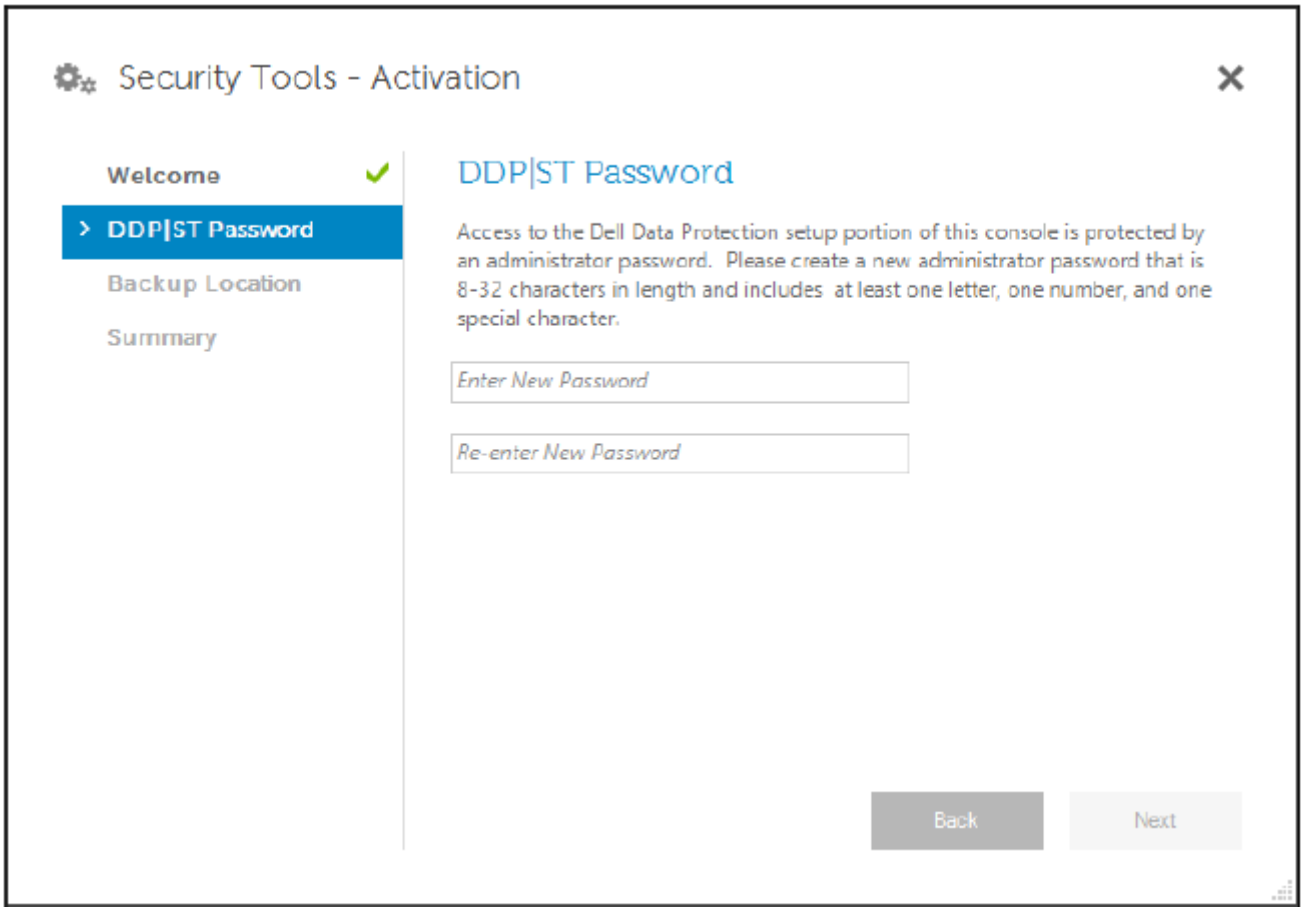 Security Tools - Activation
Welcome
DDP|ST Password
Backup Location
Summary
DDP|ST Password
Access to the Dell Data Protection setup portion of this console is protected by
an administrator password.  Please create a new administrator password that is
8-32 characters in length and includes  at least one letter, one number, and one
special character.
Enter New Password
Re-enter New Password
Back
Next